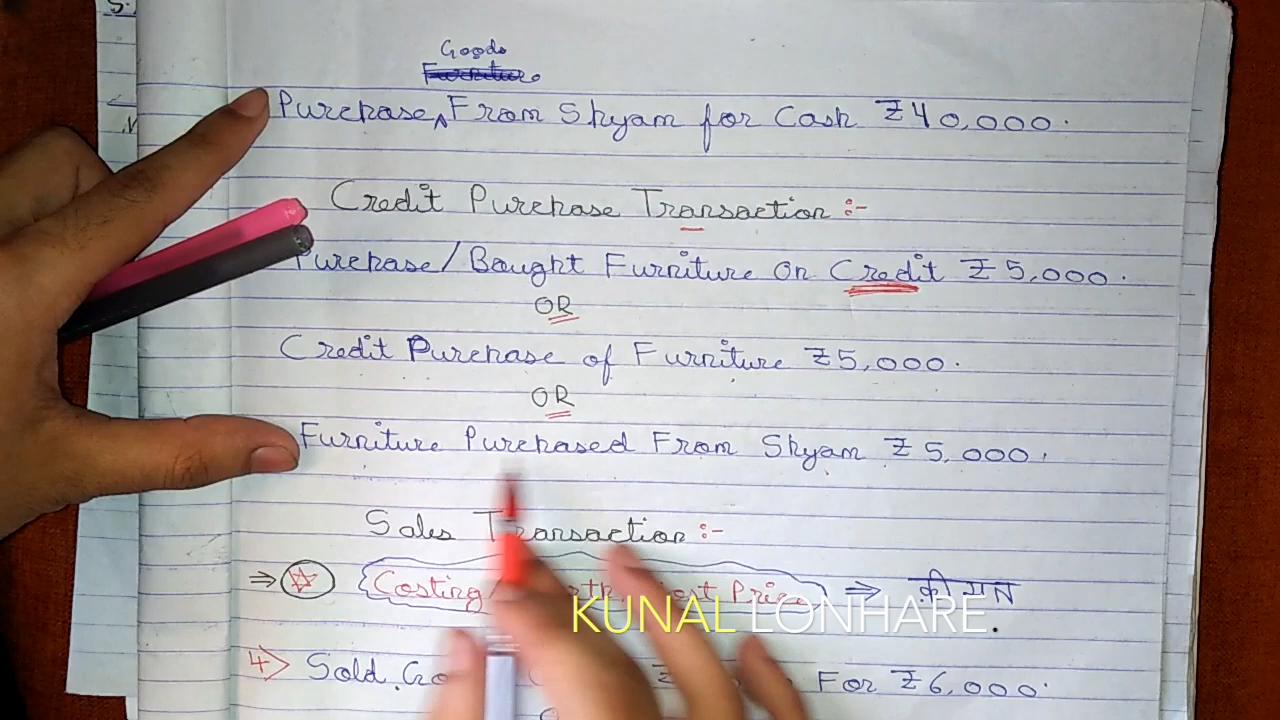 Goods
Furniture
Purchase ^ From Shyam for Cash ₹40,000.
Credit Purchase Transaction :-
Purchase/Bought Furniture On Credit ₹5,000.
OR
Credit Purchase of Furniture ₹5,000.
OR
Furniture Purchased From Shyam ₹5,000.
Sales Transaction :-
⇒ Costing Price ⇒ कीमत
KUNAL LONHARE.
4> Sold For ₹6,000.